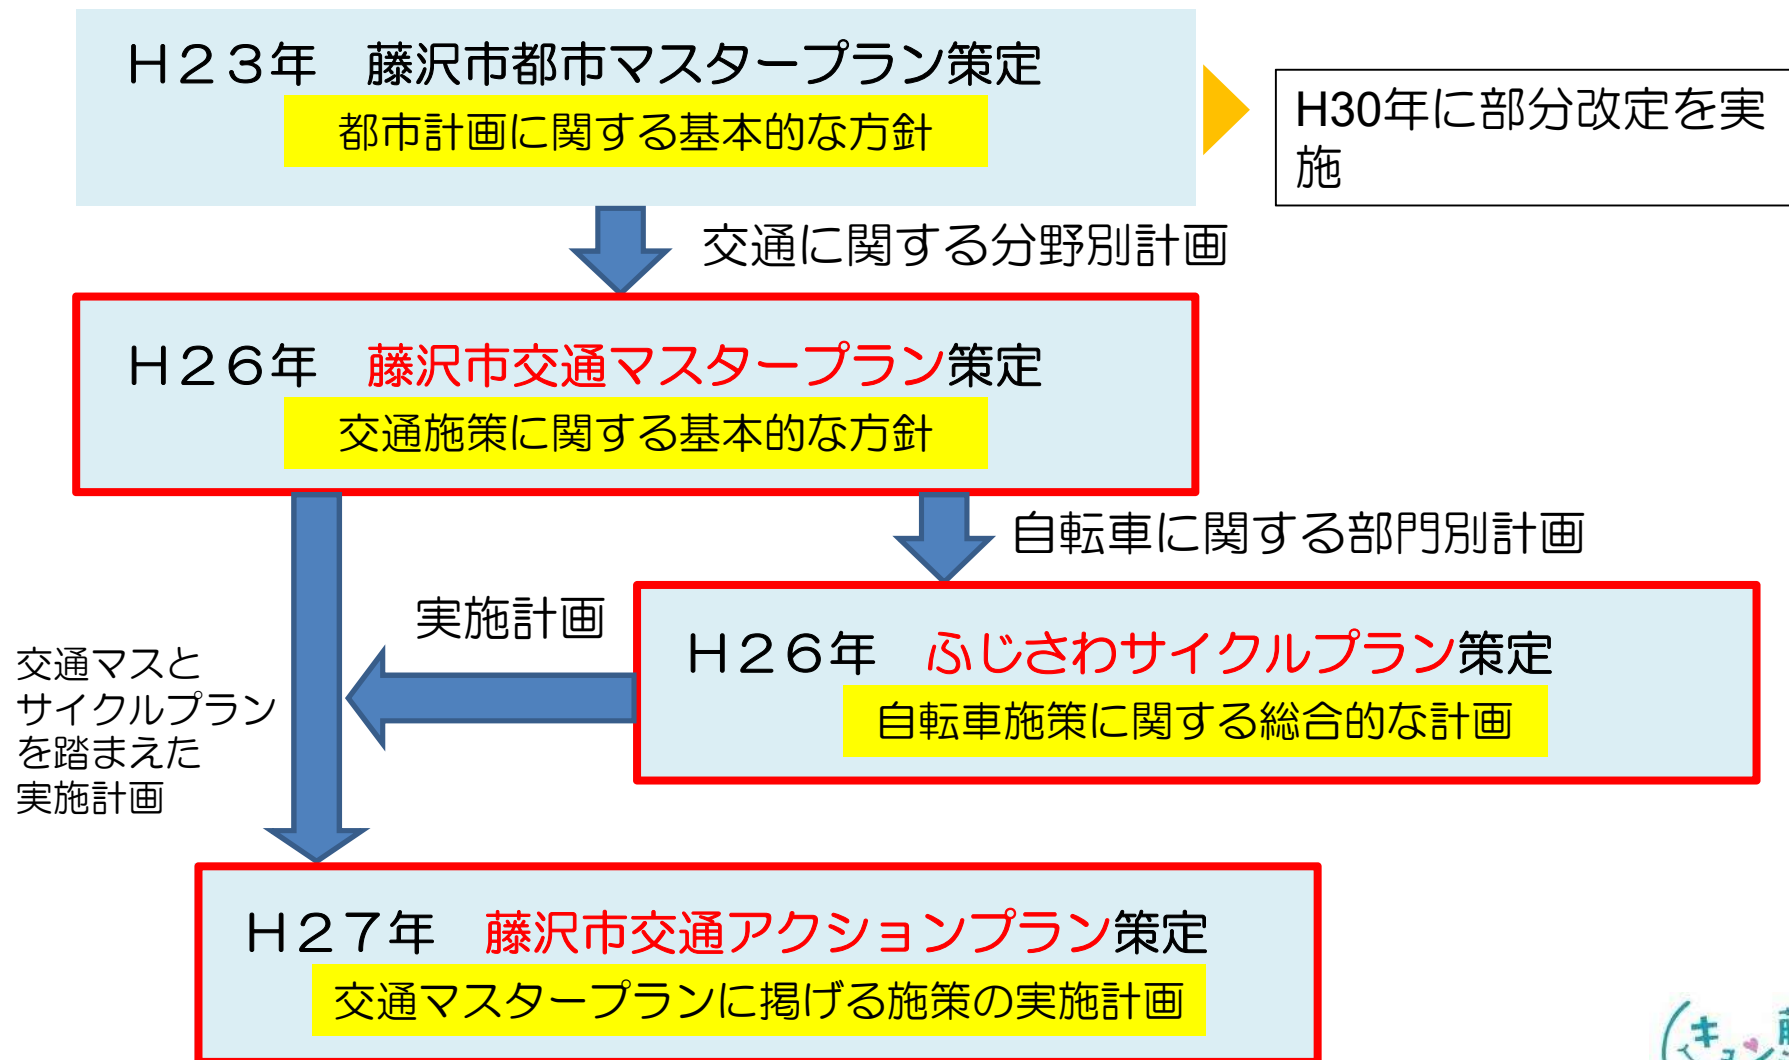 H23年　藤沢市都市マスタープラン策定
都市計画に関する基本的な方針
H30年に部分改定を実
施
交通に関する分野別計画
H26年　藤沢市交通マスタープラン策定
交通施策に関する基本的な方針
自転車に関する部門別計画
実施計画
H26年　ふじさわサイクルプラン策定
自転車施策に関する総合的な計画
交通マスと
サイクルプラン
を踏まえた
実施計画
H27年　藤沢市交通アクションプラン策定
交通マスタープランに掲げる施策の実施計画